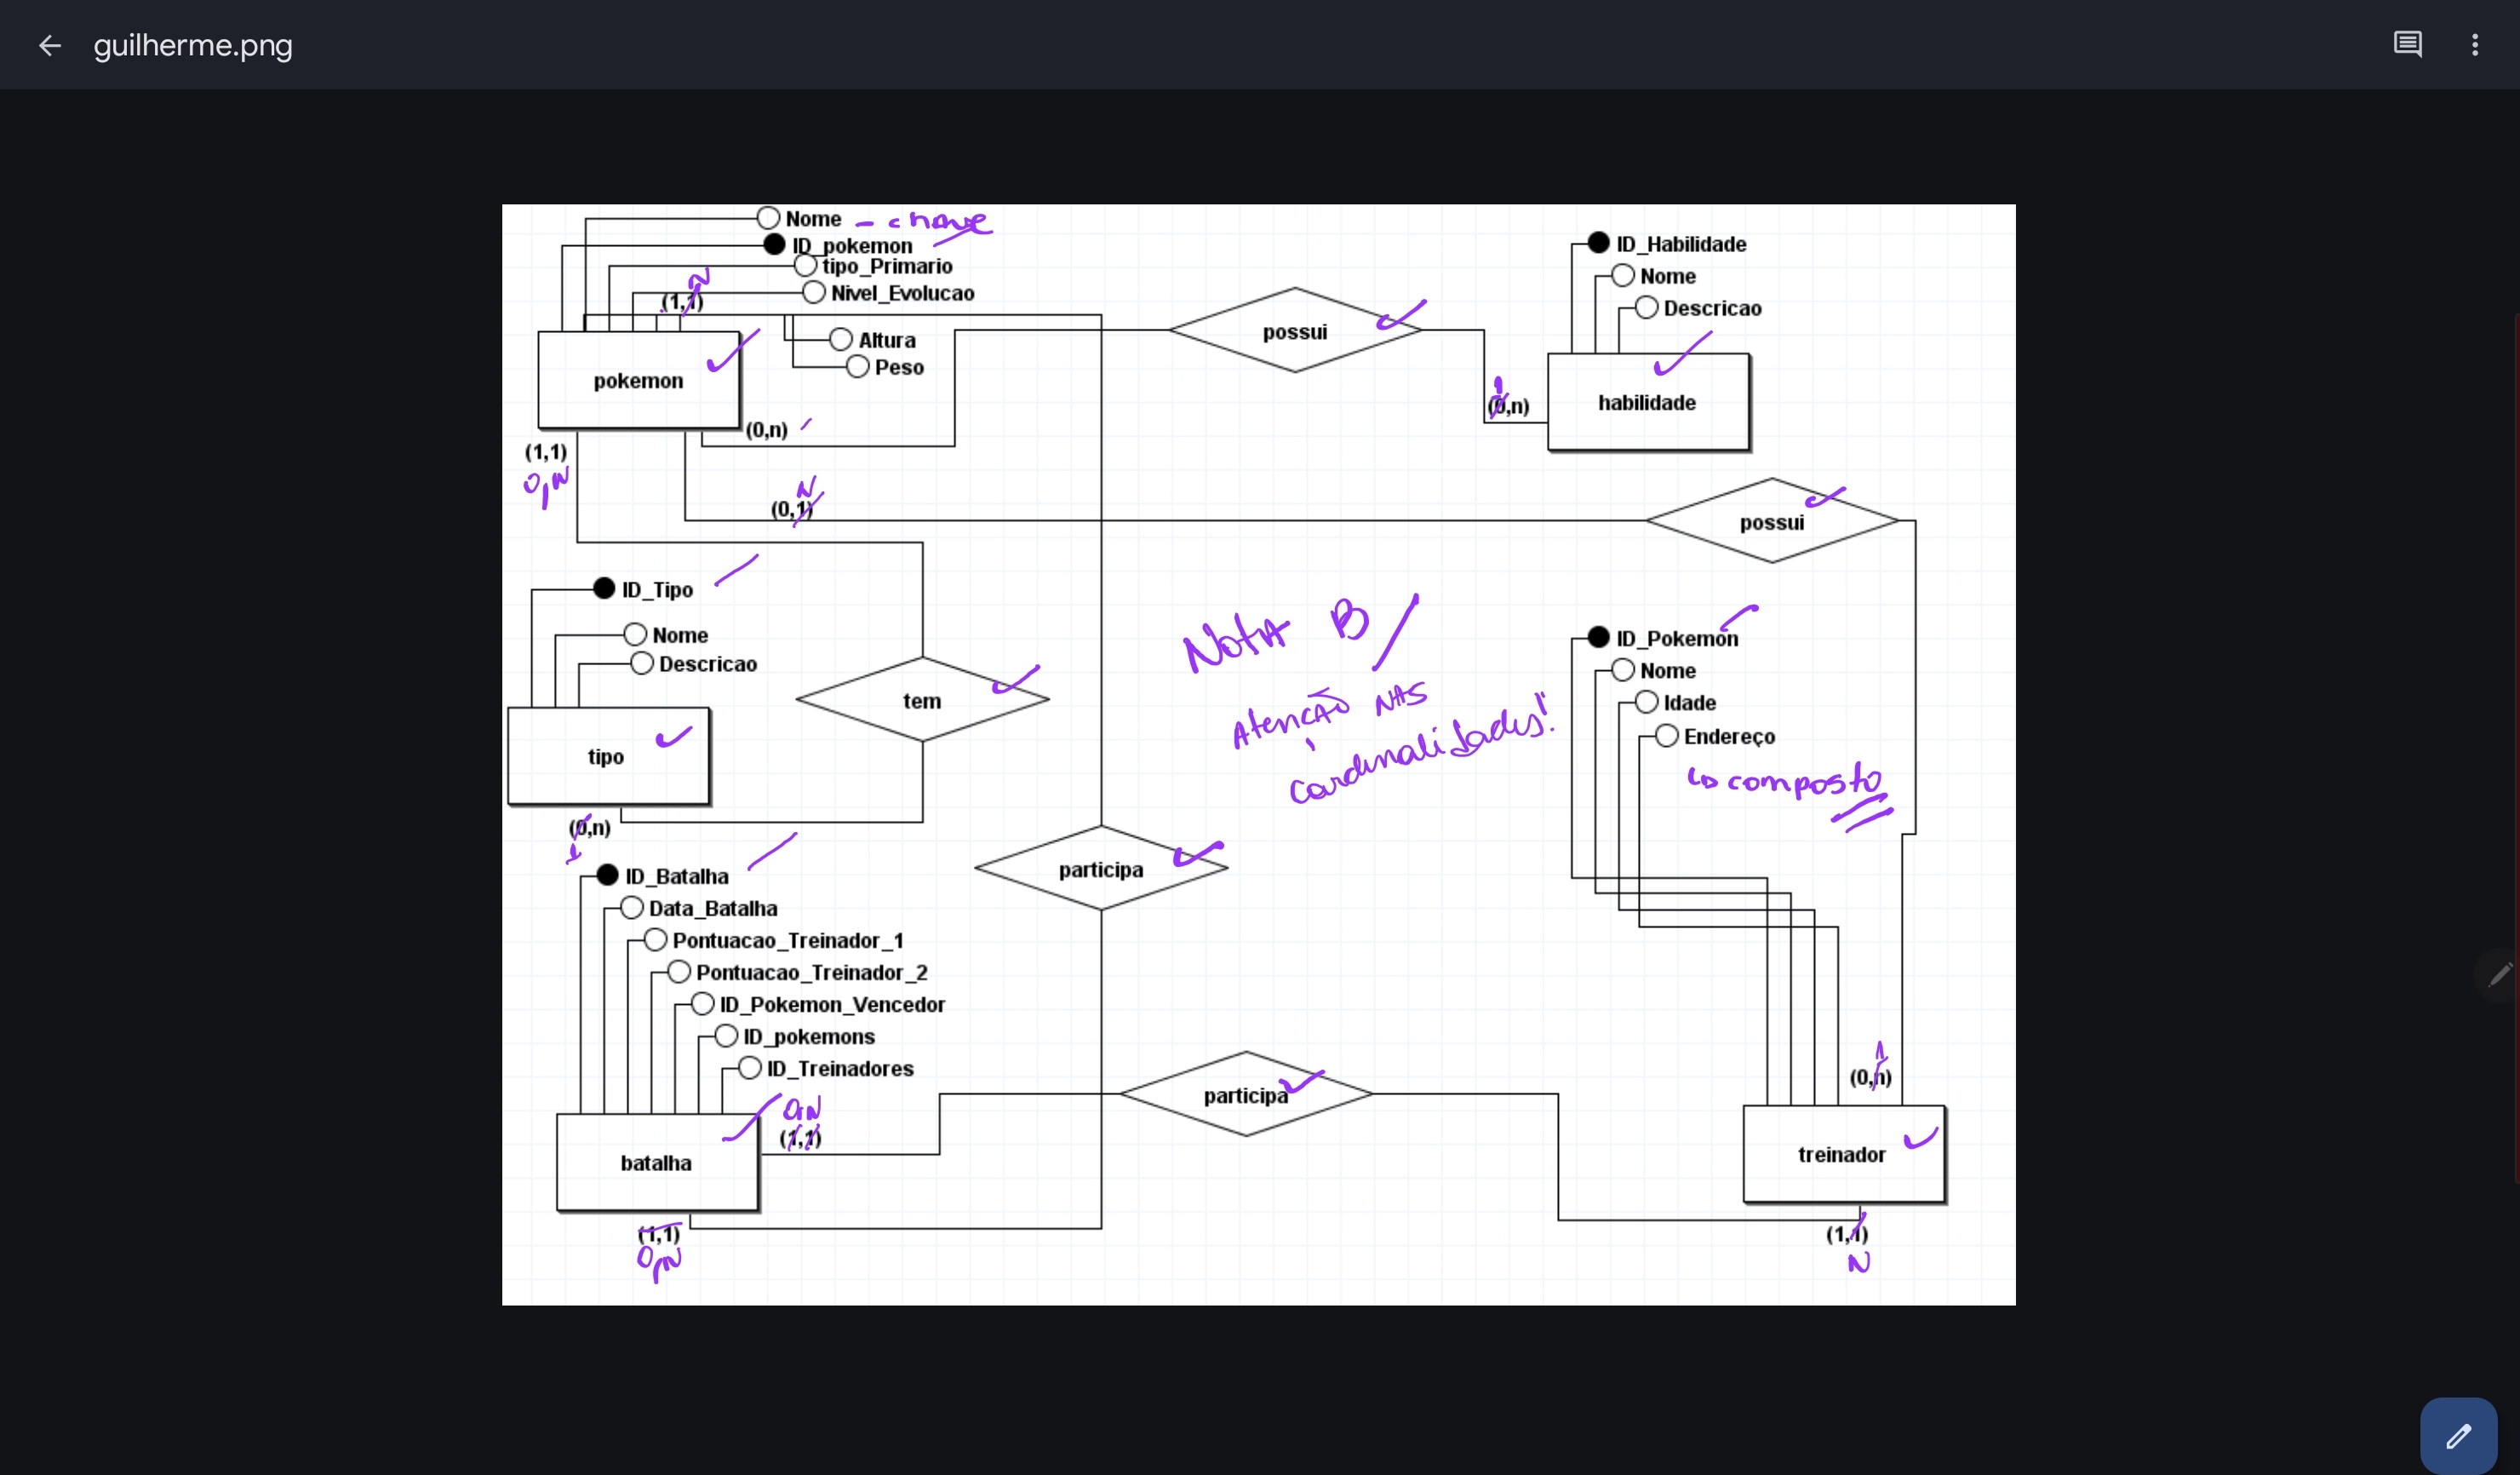 guilherme.png
Nome - chave
ID_pokemon
tipo_Primario
Nivel_Evolucao
(1,1) N
Altura
Peso
pokemon
(0,n)
(1,1)
0,N
(0,1) N
possui
ID_Habilidade
Nome
Descricao
habilidade
(0,n) 1
possui
ID_Tipo
Nome
Descricao
tipo
(0,n)
1
tem
NOTA B
Atenção NAS
cardinalidades!
ID_Pokemon
Nome
Idade
Endereço
↳ composto
participa
ID_Batalha
Data_Batalha
Pontuacao_Treinador_1
Pontuacao_Treinador_2
ID_Pokemon_Vencedor
ID_pokemons
ID_Treinadores
0,N
(1,1)
batalha
(1,1)
0,N
participa
1
(0,n)
treinador
(1,1)
N